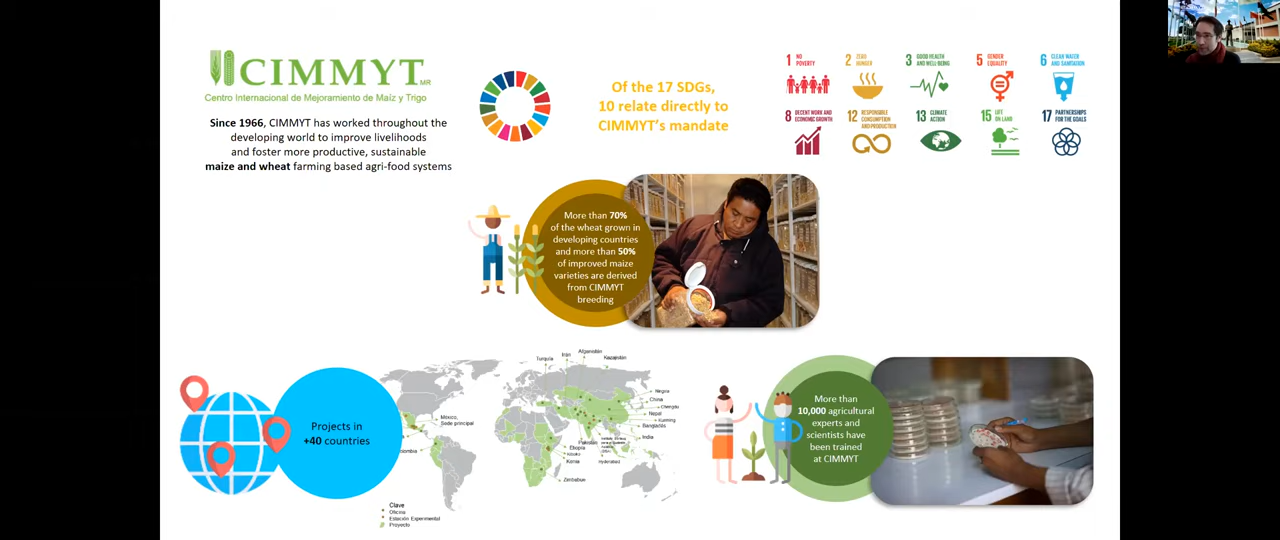 CIMMYT
MR
Centro Internacional de Mejoramiento de Maíz y Trigo
Since 1966, CIMMYT has worked throughout the
developing world to improve livelihoods
and foster more productive, sustainable
maize and wheat farming based agri-food systems
Of the 17 SDGs,
10 relate directly to
CIMMYT's mandate
1 NO
POVERTY
2 ZERO
HUNGER
3 GOOD HEALTH
AND WELL-BEING
5 GENDER
EQUALITY
6 CLEAN WATER
AND SANITATION
8 DECENT WORK AND
ECONOMIC GROWTH
12 RESPONSIBLE
CONSUMPTION
AND PRODUCTION
13 CLIMATE
ACTION
15 LIFE
ON LAND
17 PARTNERSHIPS
FOR THE GOALS
More than 70%
of the wheat grown in
developing countries
and more than 50%
of improved maize
varieties are derived
from CIMMYT
breeding
Projects in
+40 countries
Turquía
Irán
Afganistán
Kazajistán
China
Nepal
Bangladés
India
Pakistán
Hyderabad
Etiopía
Kenia
Zimbabue
México,
Sede principal
Clave
Oficina
Estación Experimental
Proyecto
More than
10,000 agricultural
experts and
scientists have
been trained
at CIMMYT